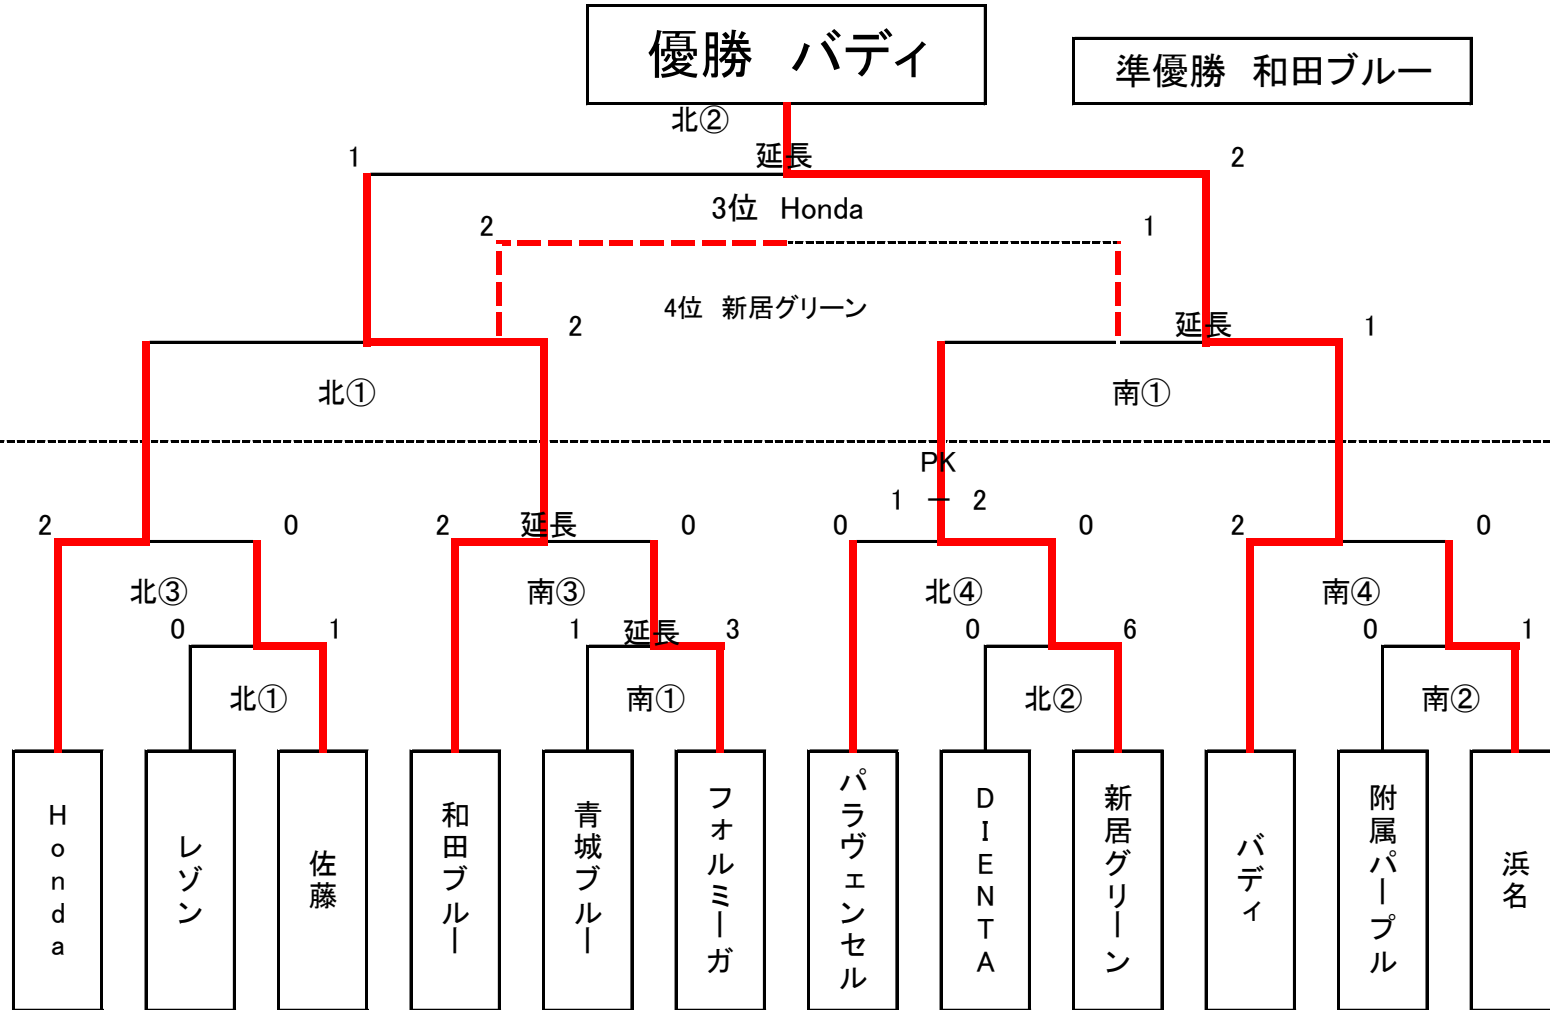 優勝　バディ
準優勝　和田ブルー
北②
1
延長
2
3位　Honda
2
1
4位　新居グリーン
2
延長
1
北①
南①
PK
1 － 2
2
0
2
延長
0
0
0
2
0
北③
南③
北④
南④
0
1
1
延長
3
0
6
0
1
北①
南①
北②
南②
Honda
レゾン
佐藤
和田ブルー
青城ブルー
フォルミーガ
パラヴェンセル
DIENTA
新居グリーン
バディ
附属パープル
浜名